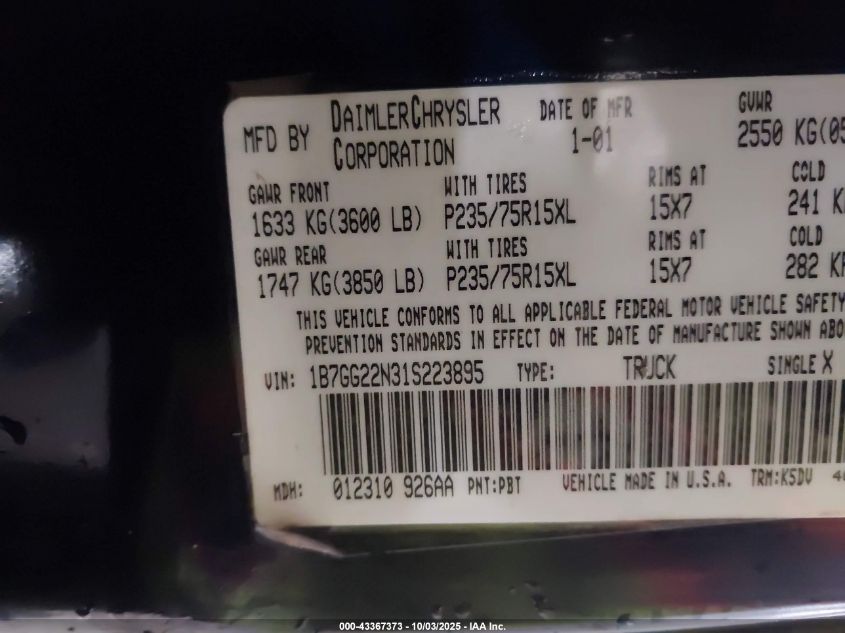 MFD BY DAIMLERCHRYSLER CORPORATION DATE OF MFR 1-01 GVWR 2550 KG(05
GAWR FRONT WITH TIRES RIMS AT COLD
1633 KG(3600 LB) P235/75R15XL 15X7 241
GAWR REAR WITH TIRES RIMS AT COLD
1747 KG(3850 LB) P235/75R15XL 15X7 282
THIS VEHICLE CONFORMS TO ALL APPLICABLE FEDERAL MOTOR VEHICLE SAFETY
PREVENTION STANDARDS IN EFFECT ON THE DATE OF MANUFACTURE SHOWN ABO
VIN: 1B7GG22N31S223895 TYPE: TRUCK SINGLE X
MDH: 012310 926AA PNT:PBT VEHICLE MADE IN U.S.A. TRM:K5DV
000-43367373 - 10/03/2025 - IAA Inc.